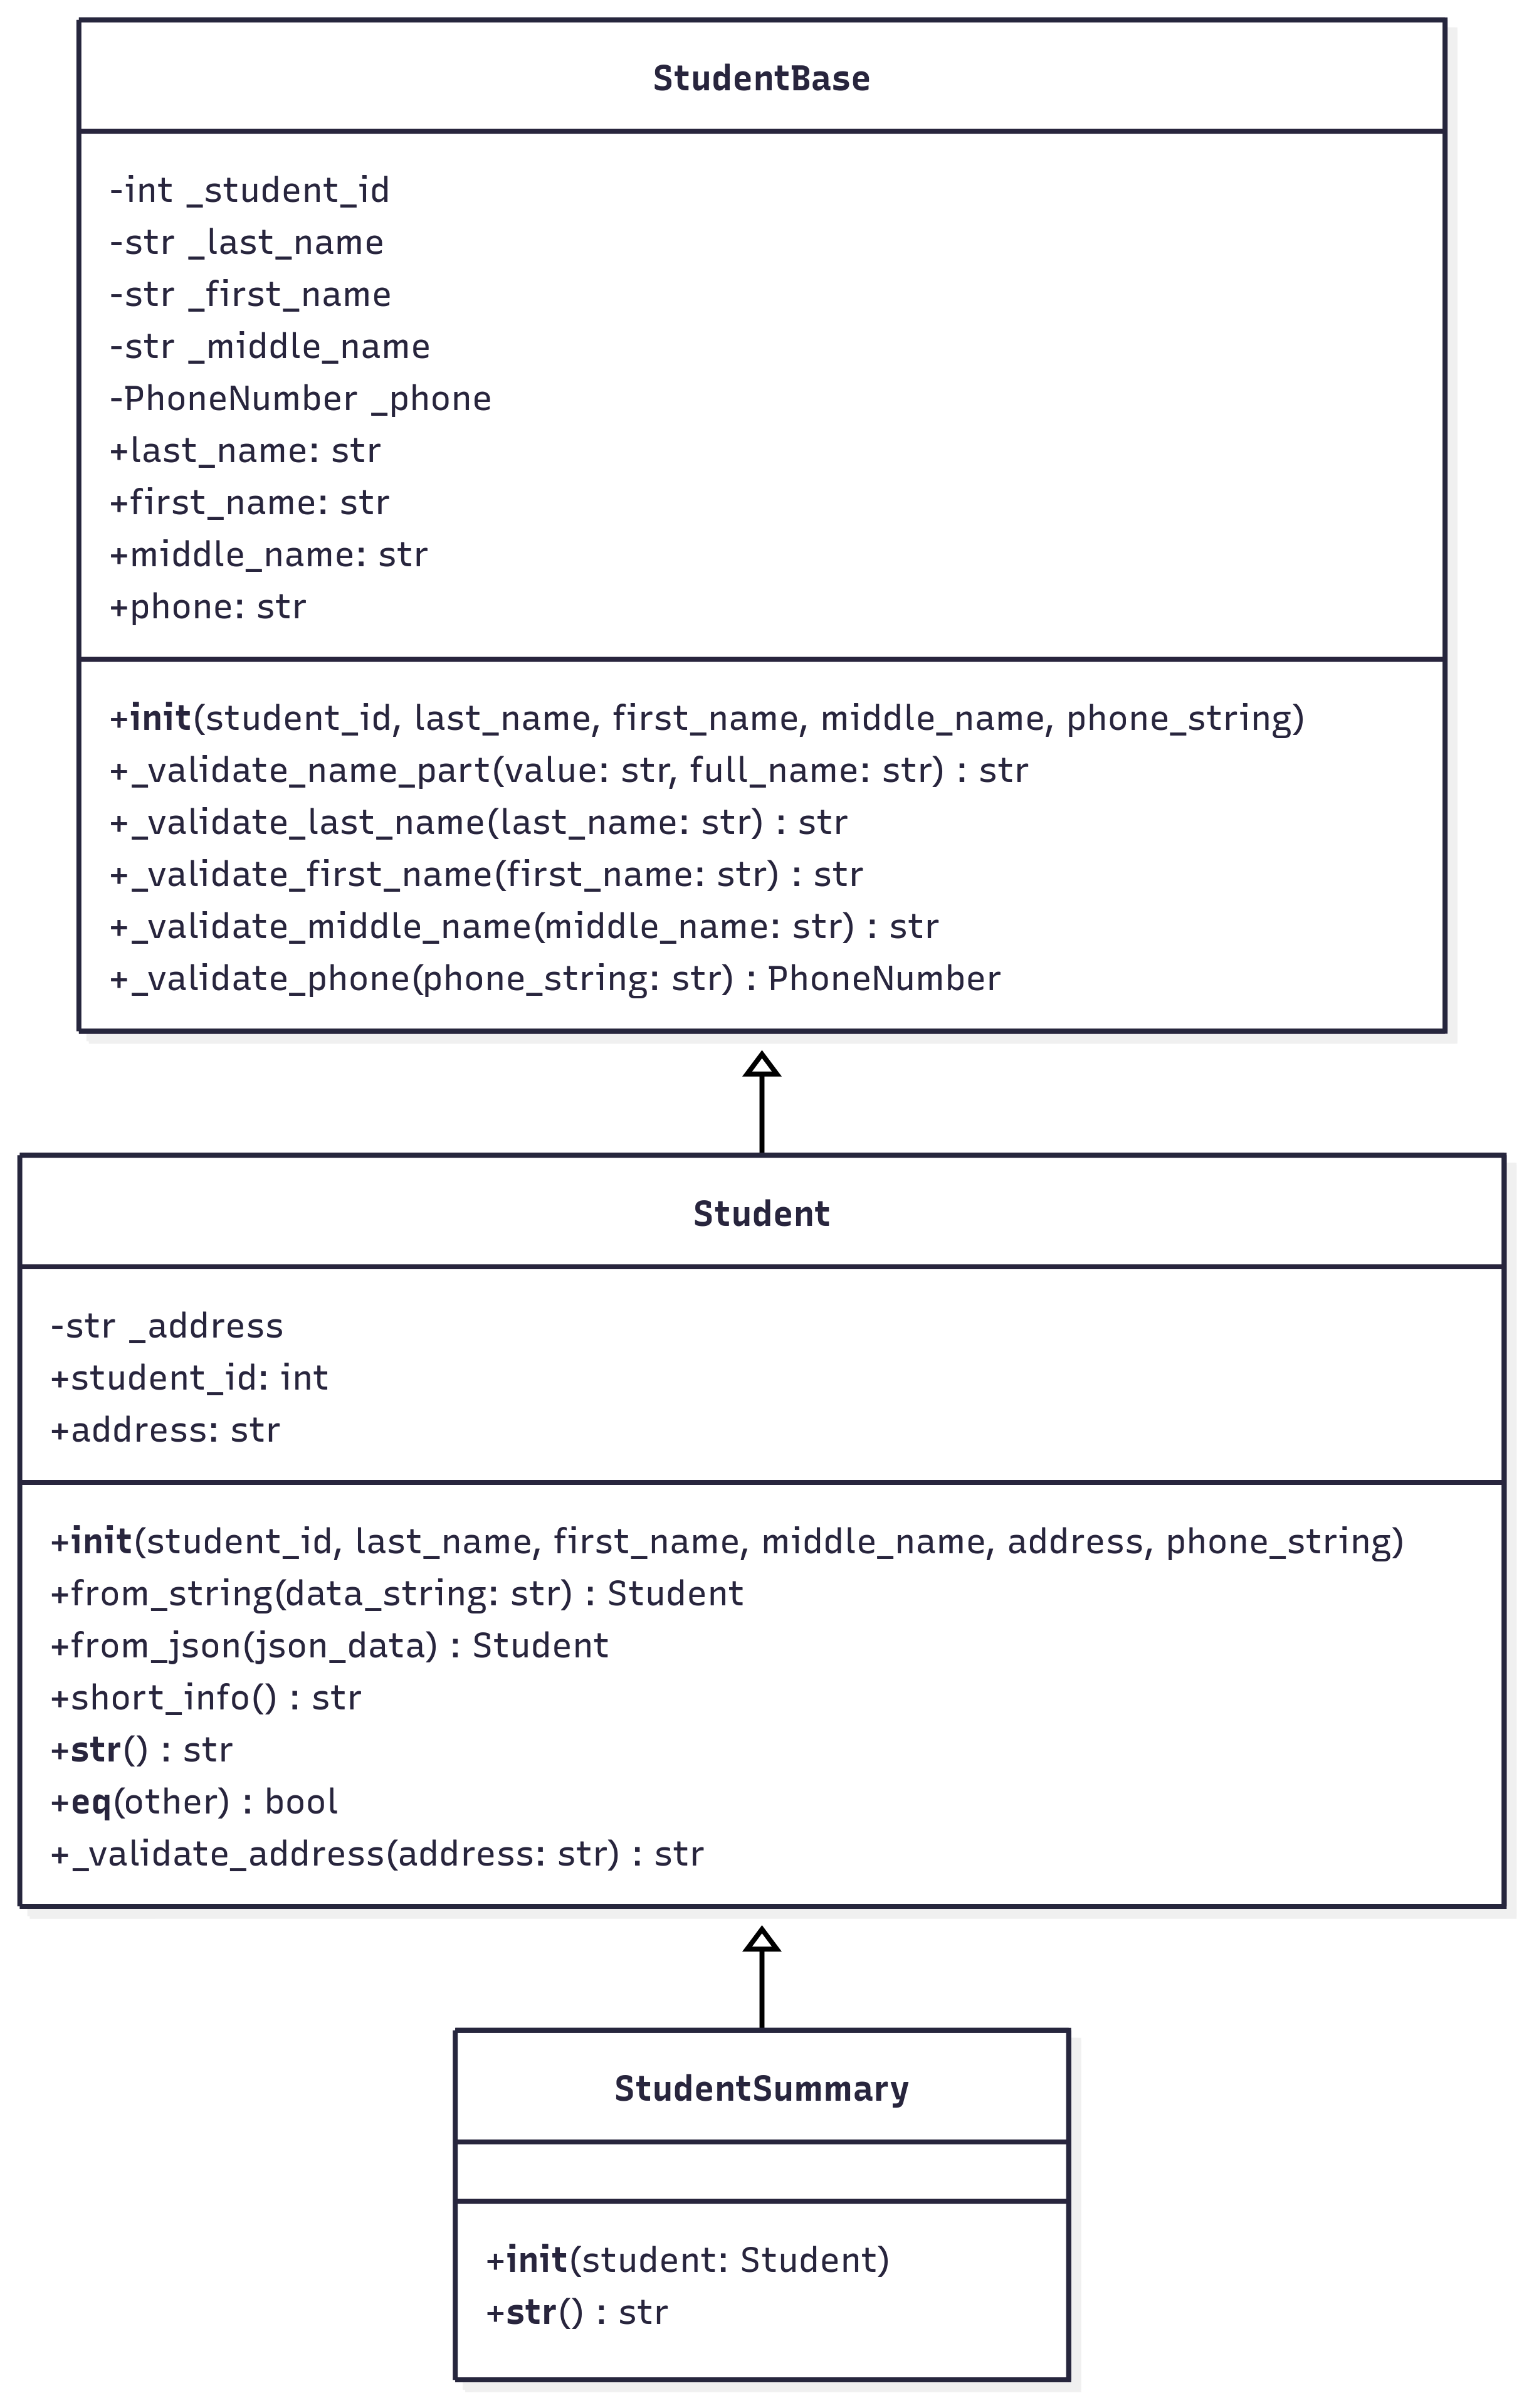 StudentBase
-int _student_id
-str _last_name
-str _first_name
-str _middle_name
-PhoneNumber _phone
+last_name: str
+first_name: str
+middle_name: str
+phone: str
+init(student_id, last_name, first_name, middle_name, phone_string)
+_validate_name_part(value: str, full_name: str) : str
+_validate_last_name(last_name: str) : str
+_validate_first_name(first_name: str) : str
+_validate_middle_name(middle_name: str) : str
+_validate_phone(phone_string: str) : PhoneNumber
Student
-str _address
+student_id: int
+address: str
+init(student_id, last_name, first_name, middle_name, address, phone_string)
+from_string(data_string: str) : Student
+from_json(json_data) : Student
+short_info() : str
+str() : str
+eq(other) : bool
+_validate_address(address: str) : str
StudentSummary
+init(student: Student)
+str() : str